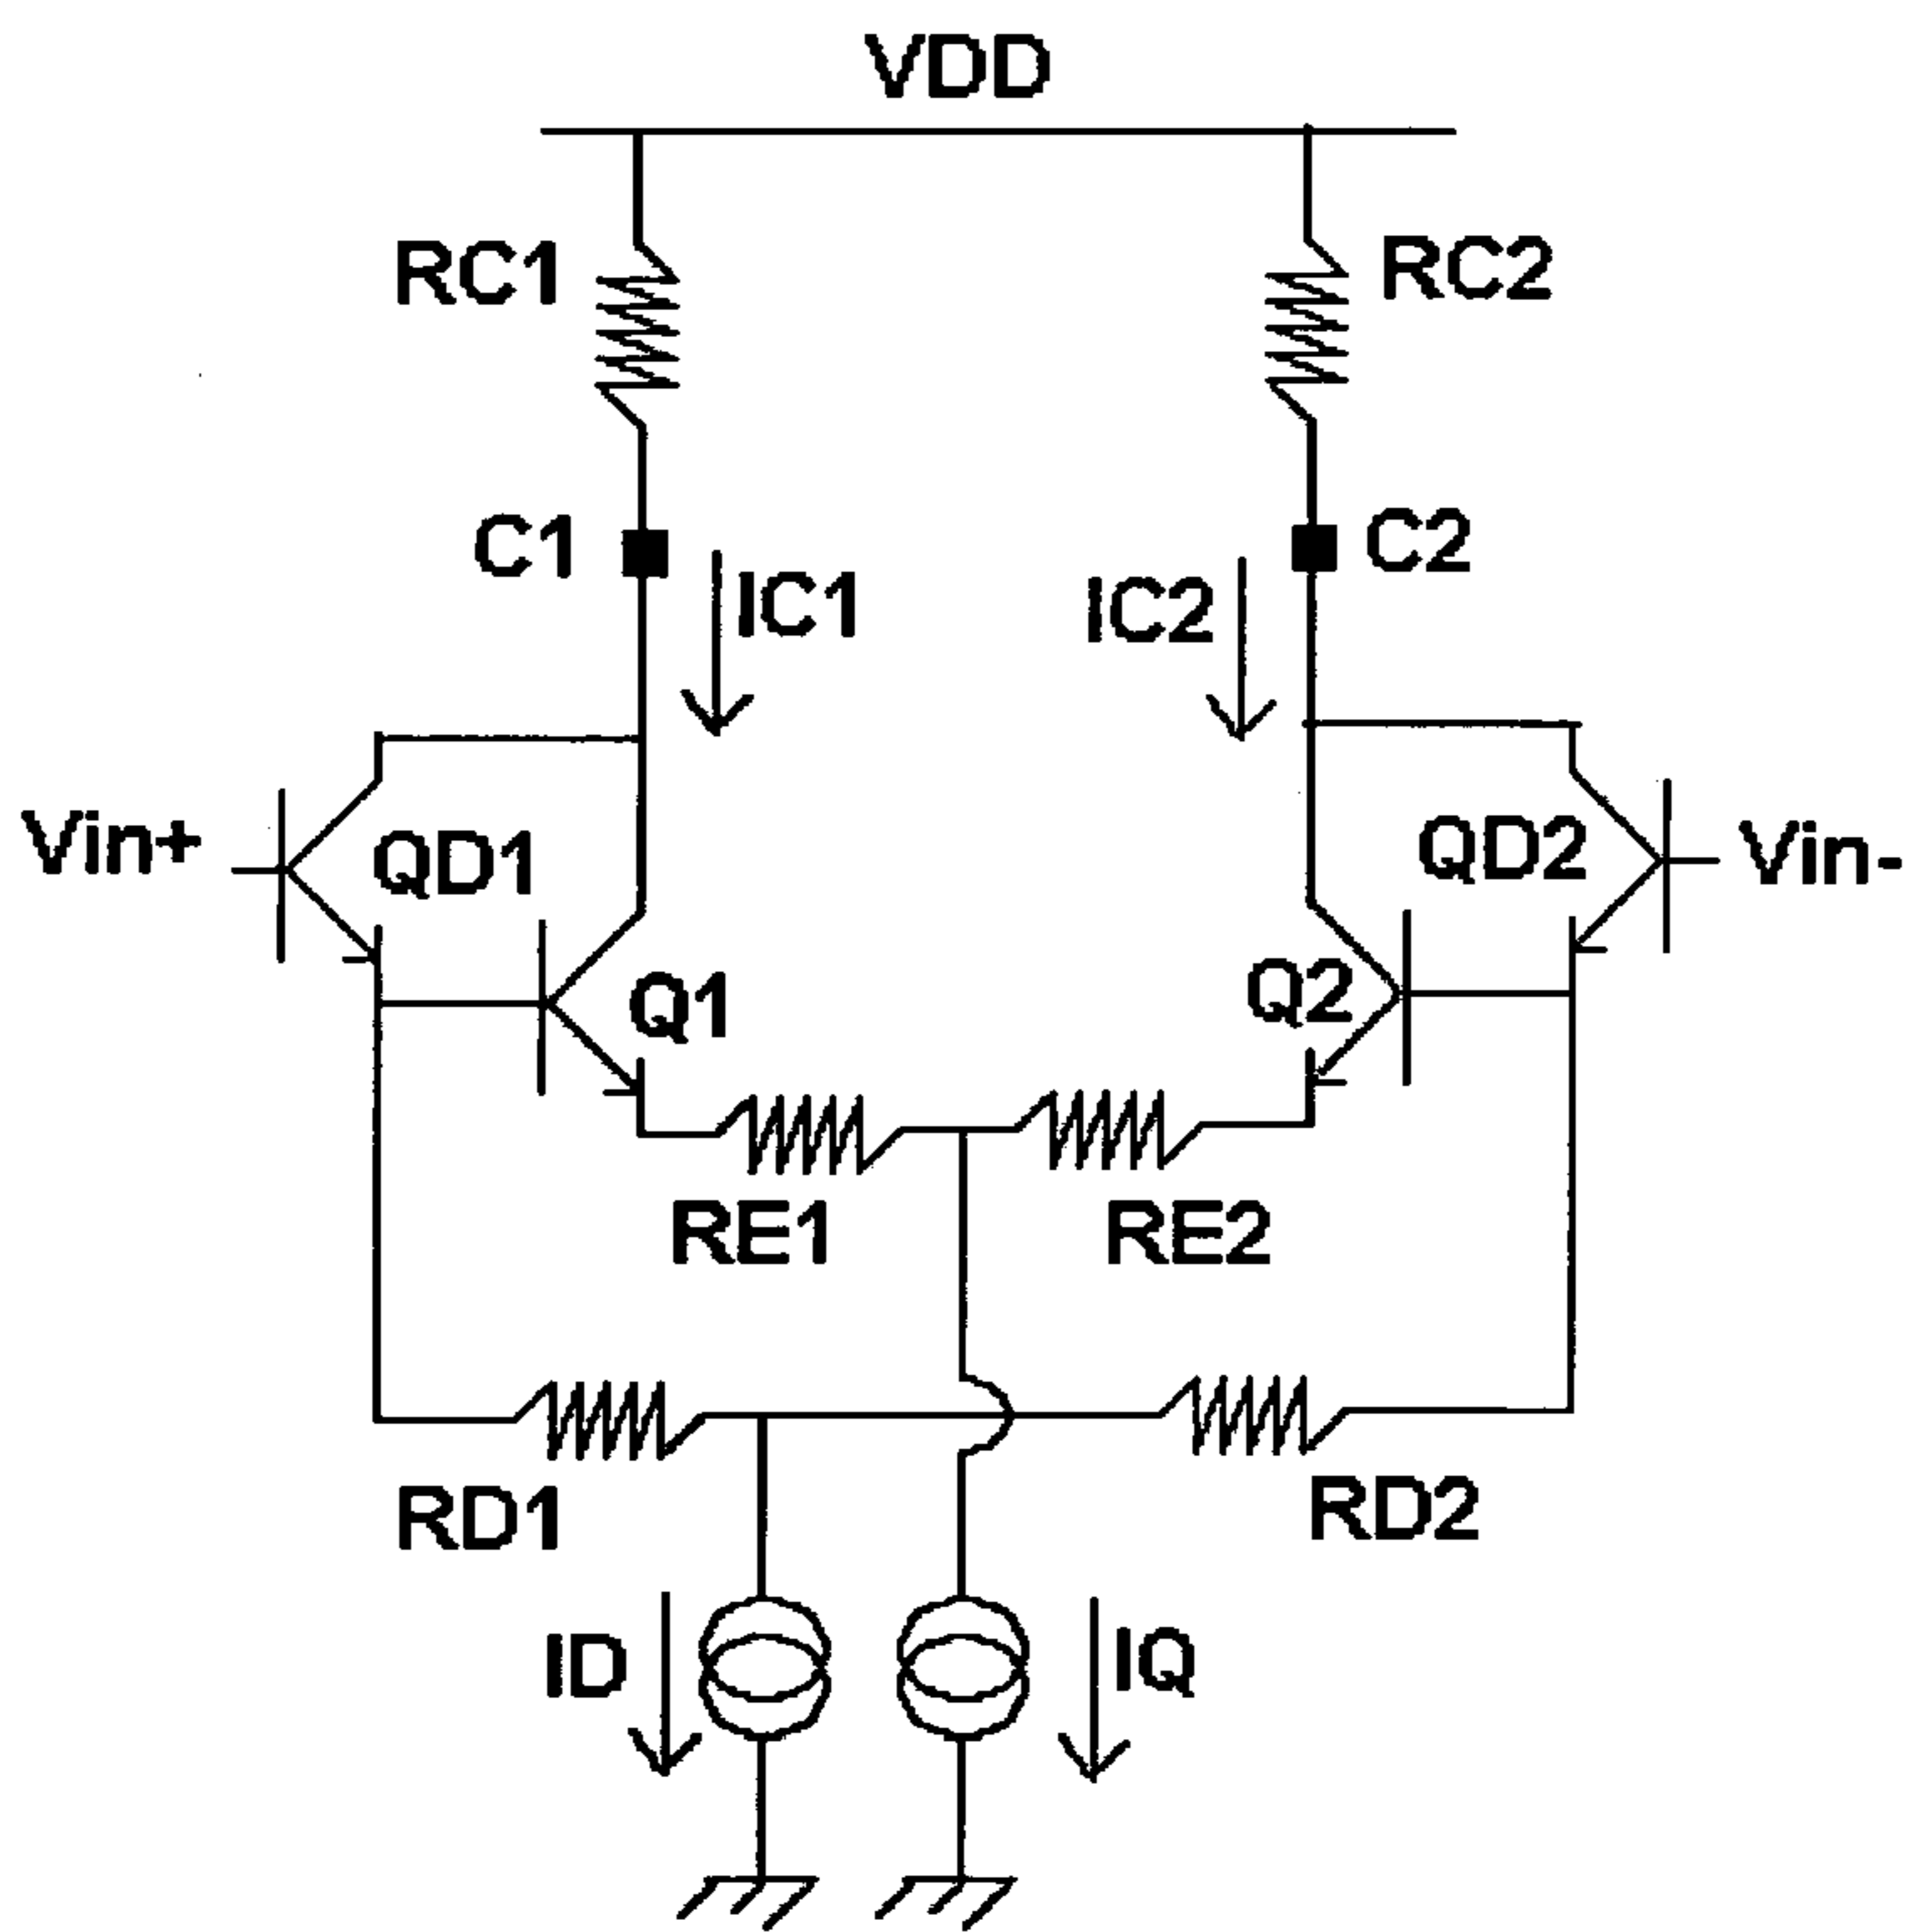 VDD
RC1
RC2
C1
C2
IC1
IC2
Vin+
QD1
QD2
Vin-
Q1
Q2
RE1
RE2
RD1
RD2
ID
IQ